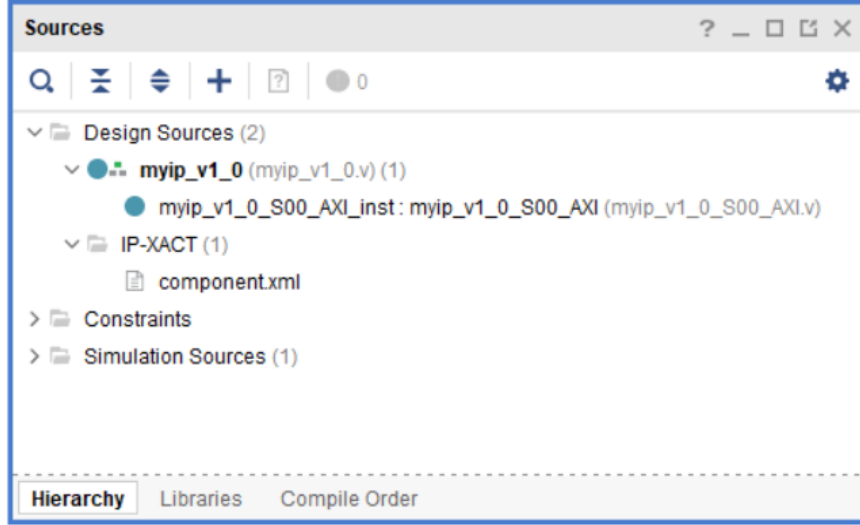 Sources
0
Design Sources (2)
myip_v1_0 (myip_v1_0.v) (1)
myip_v1_0_S00_AXI_inst : myip_v1_0_S00_AXI (myip_v1_0_S00_AXI.v)
IP-XACT (1)
component.xml
Constraints
Simulation Sources (1)
Hierarchy Libraries Compile Order